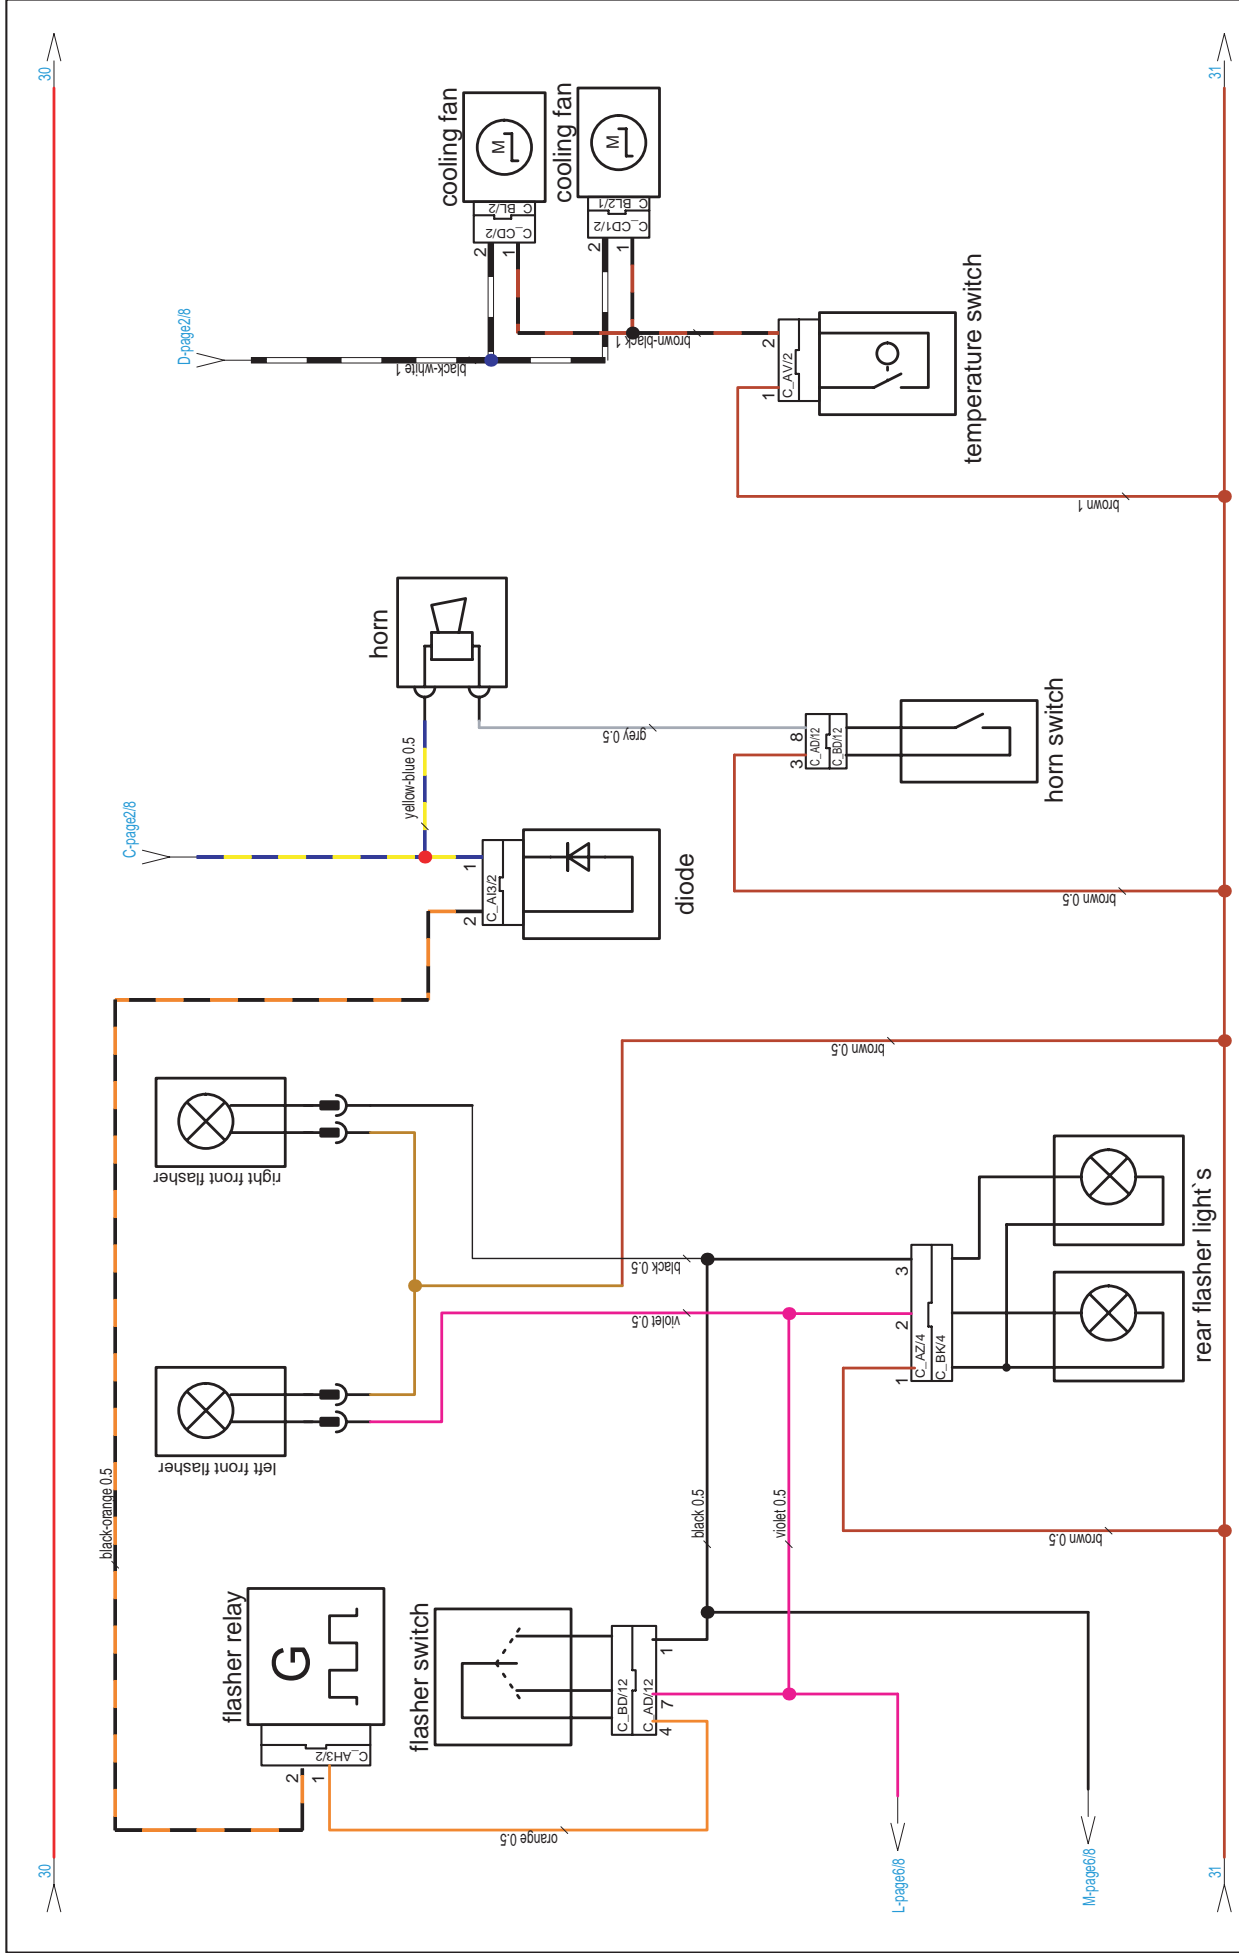 30
31
D-page2/8
black-white 1
cooling fan
M
C_BL/2
C_CD/2
2
1
cooling fan
M
C_BL2/1
C_CD1/2
2
1
brown-black 1
temperature switch
C_AV/2
1
2
brown 1
horn
yellow-blue 0.5
grey 0.5
C-page2/8
horn switch
C_AD/12
C_BD/12
3
8
brown 0.5
diode
C_AI3/2
2
1
brown 0.5
right front flasher
black 0.5
left front flasher
violet 0.5
rear flasher light`s
C_AZ/4
C_BK/4
1
2
3
brown 0.5
black-orange 0.5
flasher relay
G
C_AH3/2
2
1
flasher switch
C_BD/12
C_AD/12
4
7
1
black 0.5
violet 0.5
orange 0.5
L-page6/8
M-page6/8
30
31